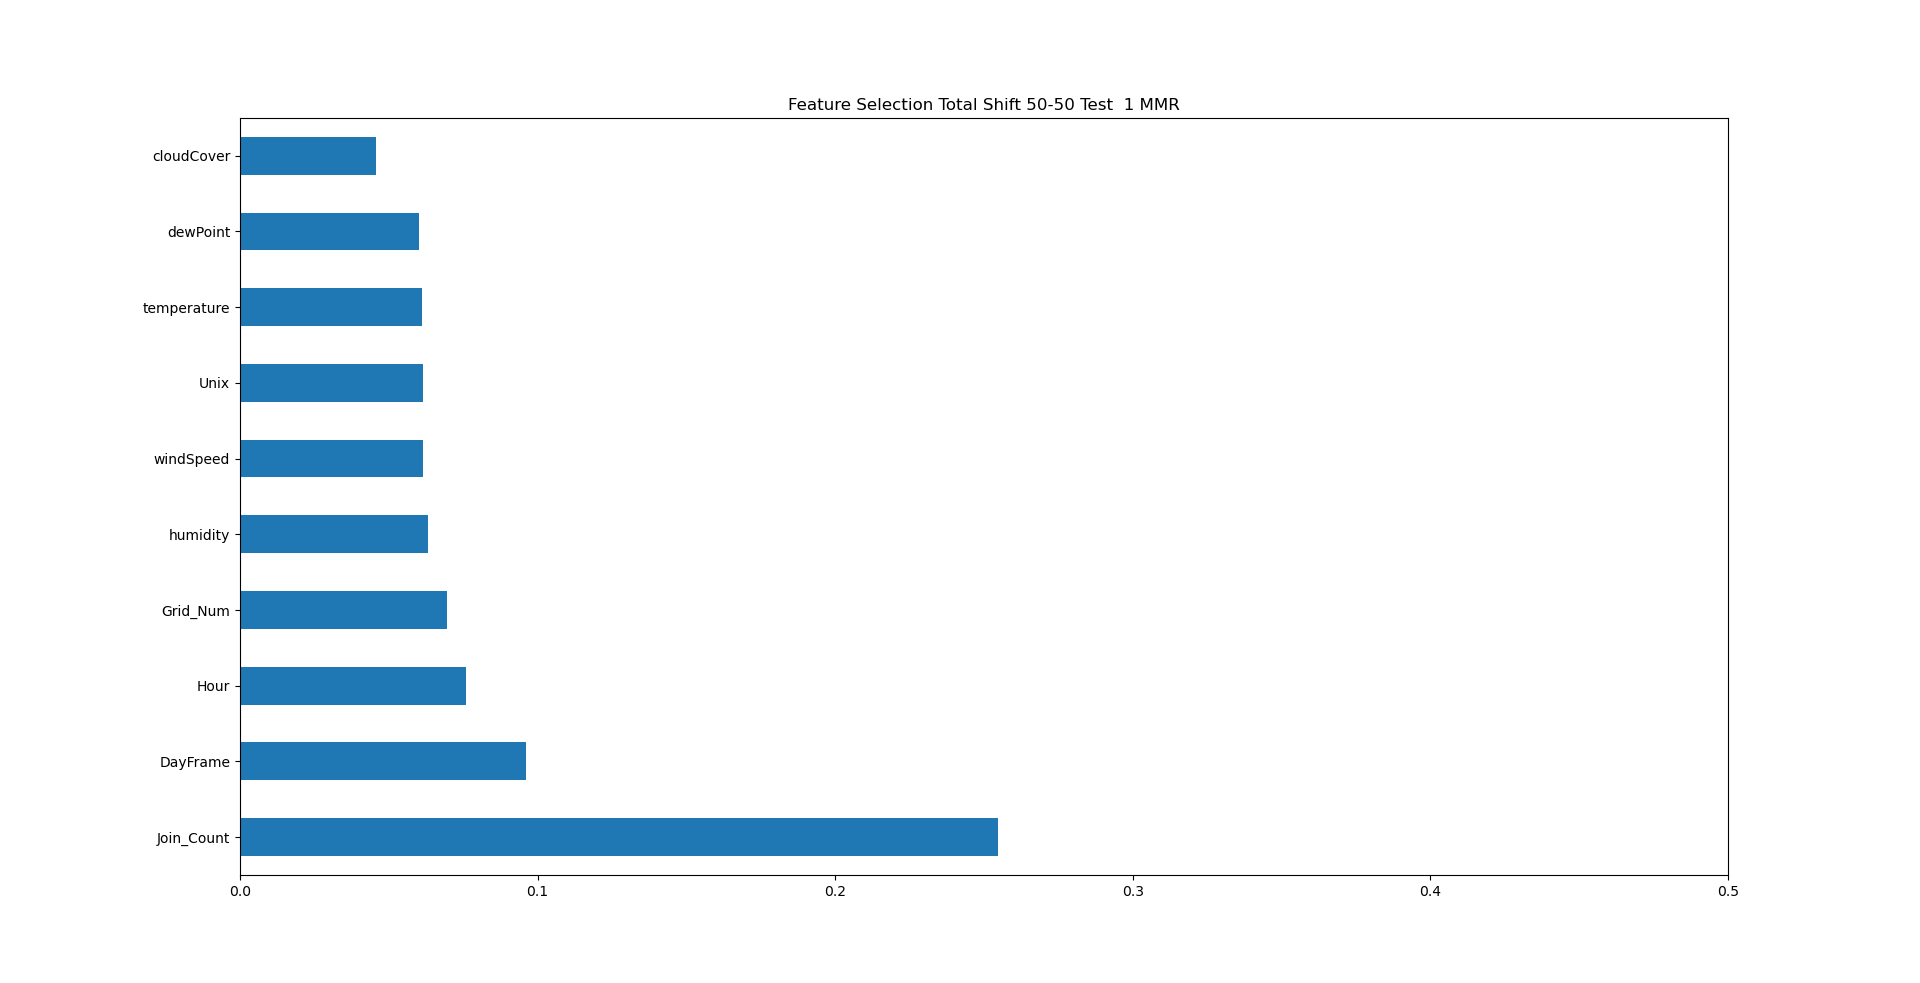 Feature Selection Total Shift 50-50 Test  1 MMR
cloudCover
dewPoint
temperature
Unix
windSpeed
humidity
Grid_Num
Hour
DayFrame
Join_Count
0.0 0.1 0.2 0.3 0.4 0.5